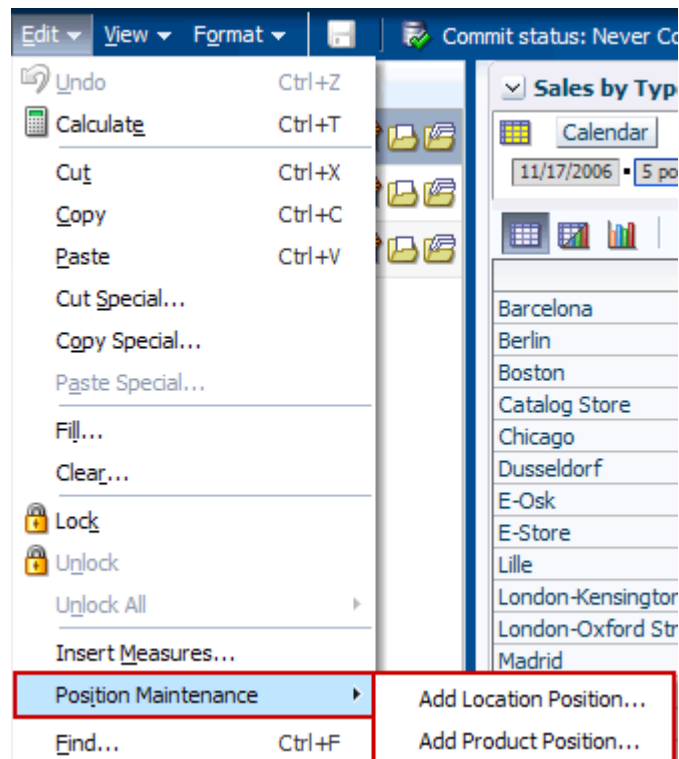 Edit View Format Commit status: Never Co
Undo Ctrl+Z
Calculate Ctrl+T
Cut Ctrl+X
Copy Ctrl+C
Paste Ctrl+V
Cut Special...
Copy Special...
Paste Special...
Fill...
Clear...
Lock
Unlock
Unlock All
Insert Measures...
Position Maintenance
Find... Ctrl+F
Add Location Position...
Add Product Position...
Sales by Typ
Calendar
11/17/2006 5 po
Barcelona
Berlin
Boston
Catalog Store
Chicago
Dusseldorf
E-Osk
E-Store
Lille
London-Kensington
London-Oxford Str
Madrid